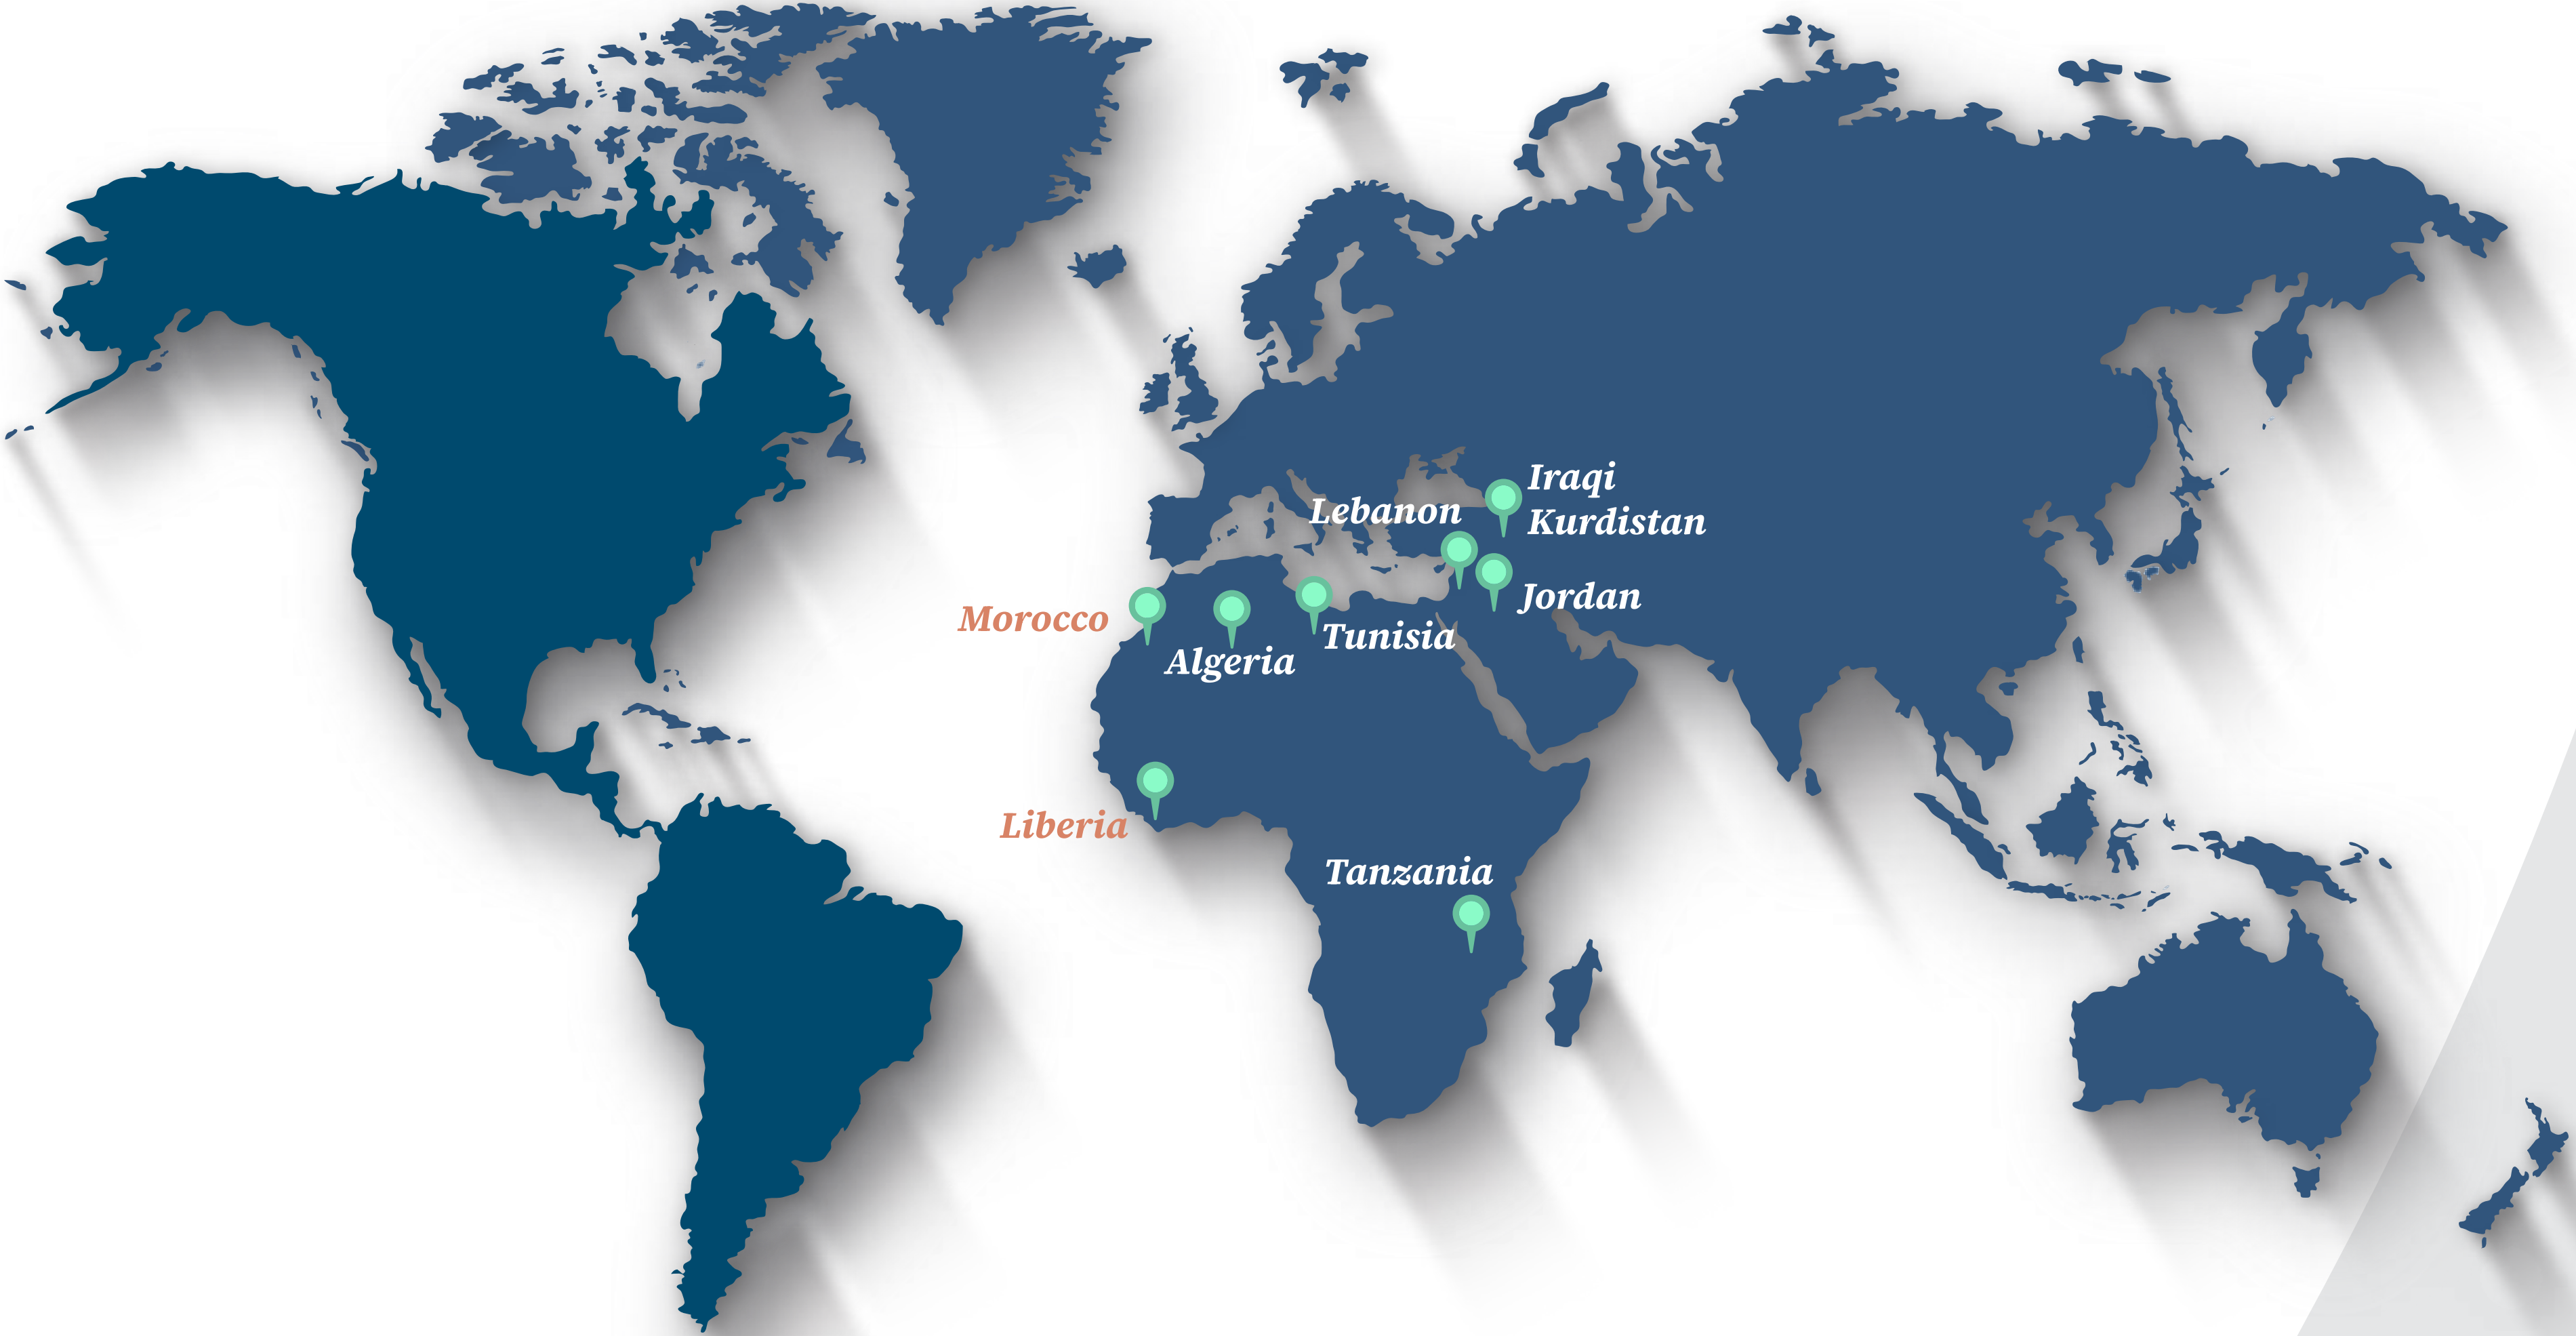 Iraqi
Kurdistan
Lebanon
Jordan
Morocco
Tunisia
Algeria
Liberia
Tanzania